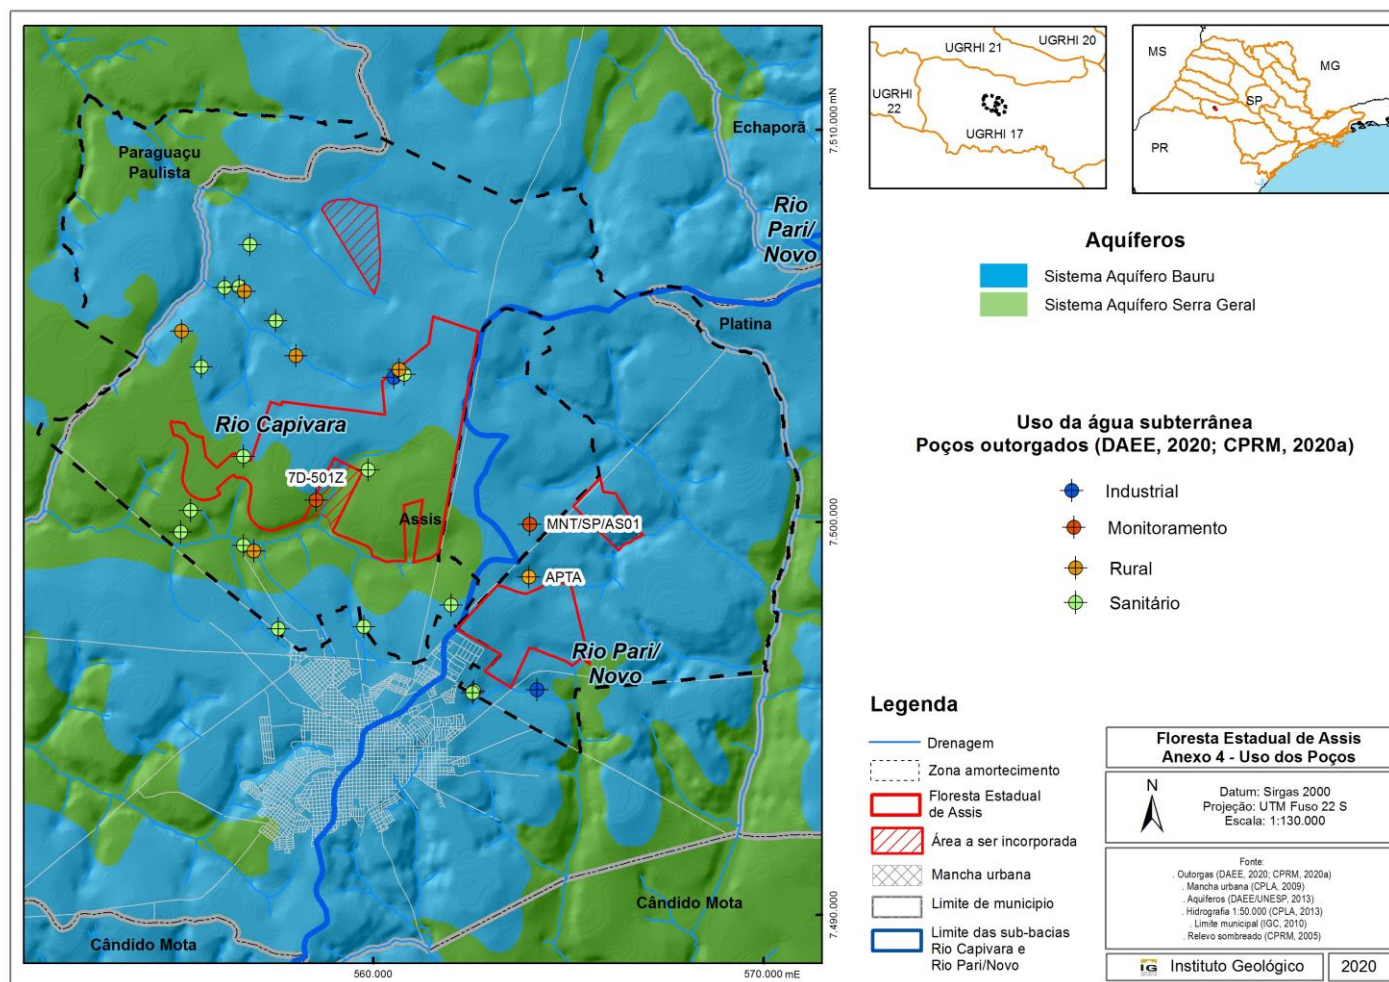 Paraguaçu
Paulista
Echaporã
Rio
Pari/
Novo
Platina
Rio Capivara
7D-501Z
Assis
MNT/SP/AS01
APTA
Rio Pari/
Novo
Cândido Mota
Cândido Mota
7.510.000 mN
7.500.000
7.490.000
560.000
570.000 mE
UGRHI 21
UGRHI 20
UGRHI
22
UGRHI 17
MS
MG
SP
PR
Aquíferos
Sistema Aquífero Bauru
Sistema Aquífero Serra Geral
Uso da água subterrânea
Poços outorgados (DAEE, 2020; CPRM, 2020a)
Industrial
Monitoramento
Rural
Sanitário
Legenda
Drenagem
Zona amortecimento
Floresta Estadual
de Assis
Área a ser incorporada
Mancha urbana
Limite de municipio
Limite das sub-bacias
Rio Capivara e
Rio Pari/Novo
Floresta Estadual de Assis
Anexo 4 - Uso dos Poços
N
Datum: Sirgas 2000
Projeção: UTM Fuso 22 S
Escala: 1:130.000
Fonte:
. Outorgas (DAEE, 2020; CPRM, 2020a)
. Mancha urbana (CPLA, 2009)
. Aquíferos (DAEE/UNESP, 2013)
. Hidrografia 1:50.000 (CPLA, 2013)
. Limite municipal (IGC, 2010)
. Relevo sombreado (CPRM, 2005)
IG
Instituto Geológico
2020